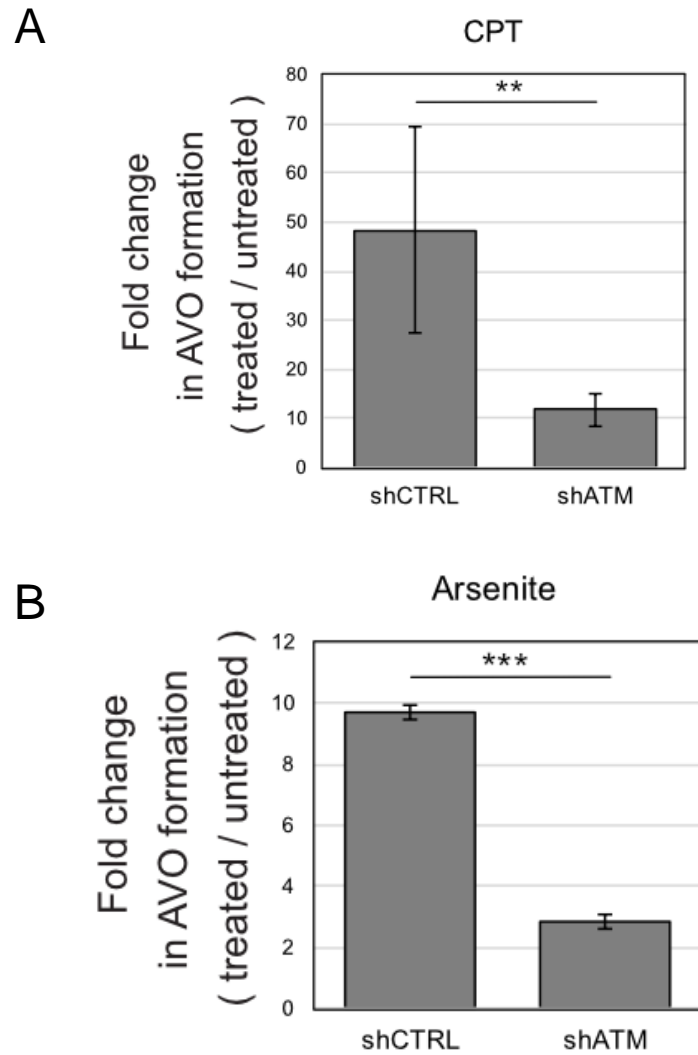 A
CPT
Fold change
in AVO formation
( treated / untreated )
80
70
60
50
40
30
20
10
0
**
shCTRL
shATM
B
Arsenite
Fold change
in AVO formation
( treated / untreated )
12
10
8
6
4
2
0
***
shCTRL
shATM